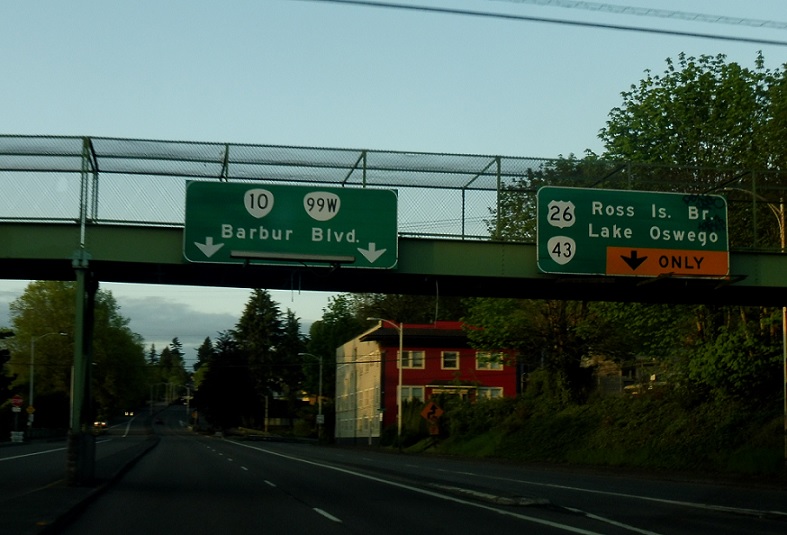 10 99W
Barbur Blvd.
26 Ross Is. Br.
Lake Oswego
43
ONLY